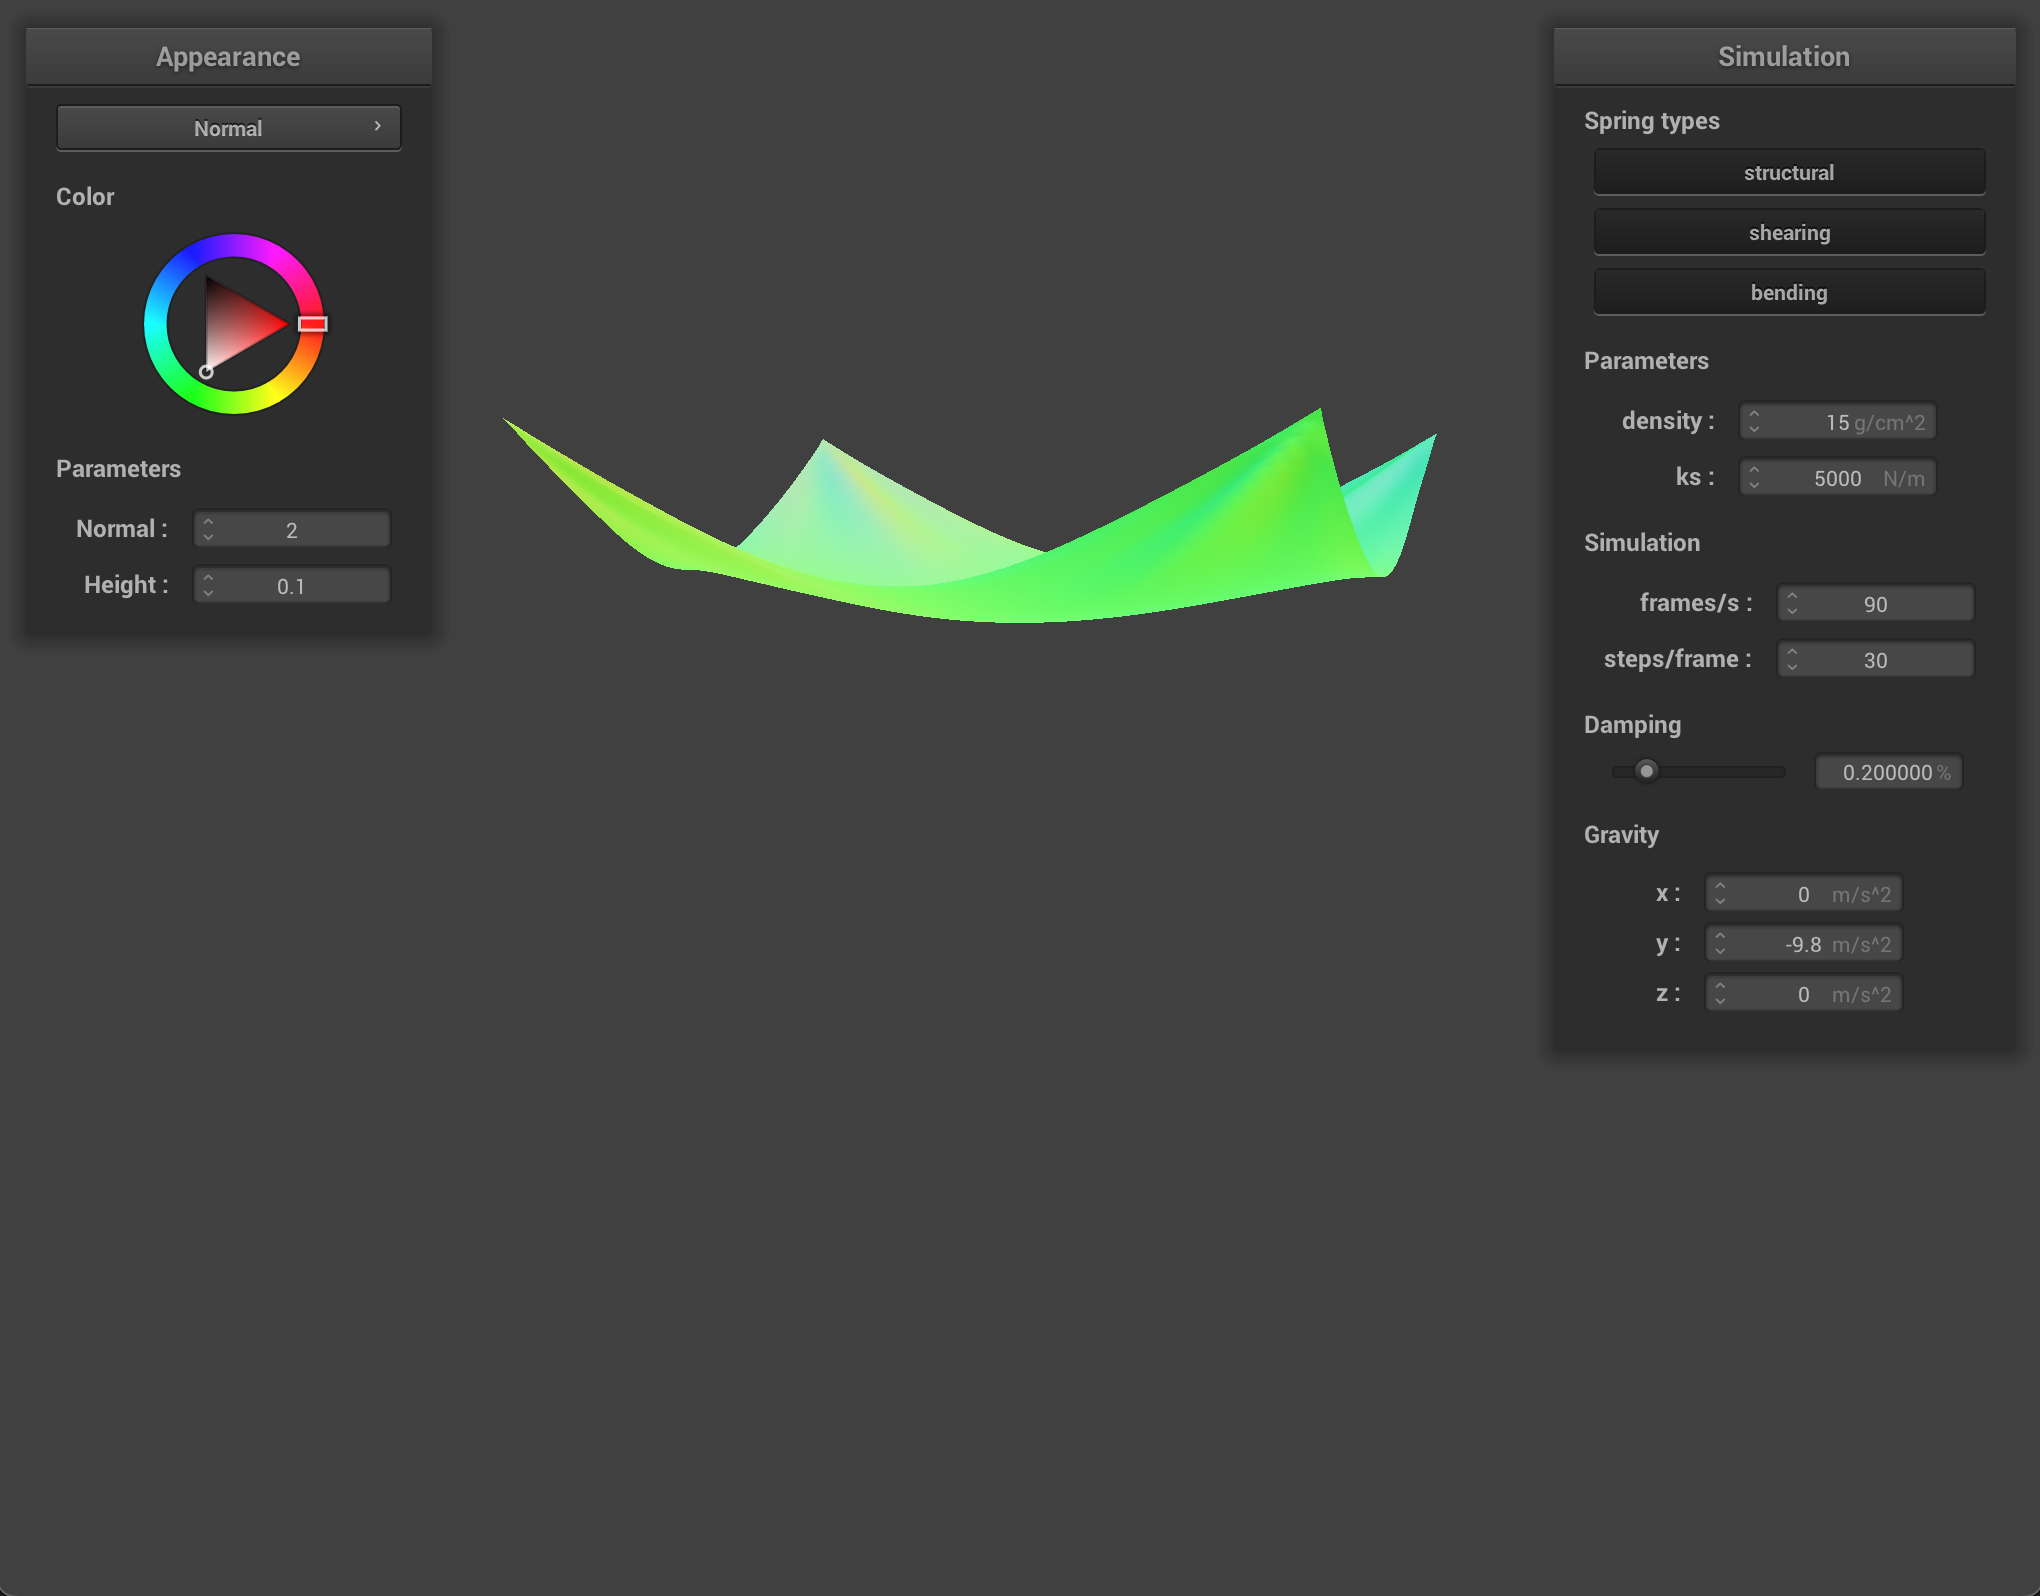 Appearance
Normal
Color
Parameters
Normal : 2
Height : 0.1
Simulation
Spring types
structural
shearing
bending
Parameters
density : 15 g/cm^2
ks : 5000 N/m
Simulation
frames/s : 90
steps/frame : 30
Damping
0.200000 %
Gravity
x : 0 m/s^2
y : -9.8 m/s^2
z : 0 m/s^2